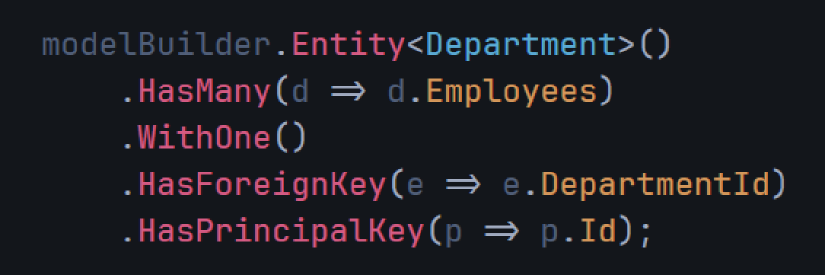 modelBuilder.Entity<Department>()
    .HasMany(d => d.Employees)
    .WithOne()
    .HasForeignKey(e => e.DepartmentId)
    .HasPrincipalKey(p => p.Id);